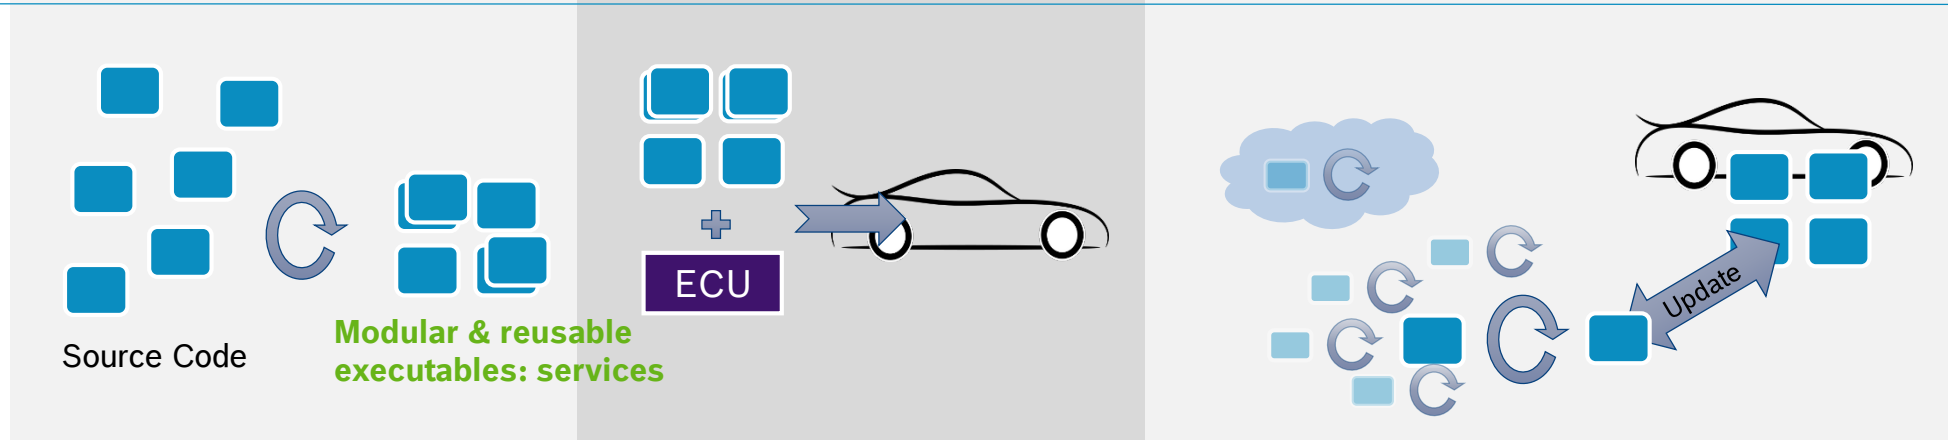 Source Code
Modular & reusable
executables: services
ECU
Update